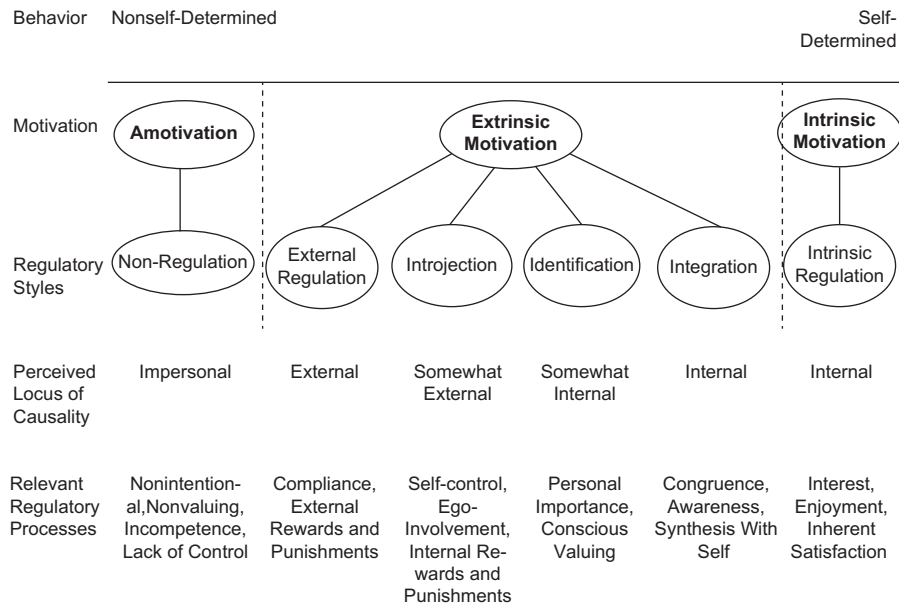 Behavior Nonself-Determined Self-
Determined
Motivation Amotivation Extrinsic
Motivation Intrinsic
Motivation
Regulatory
Styles
Non-Regulation
External
Regulation
Introjection
Identification
Integration
Intrinsic
Regulation
Perceived
Locus of
Causality
Impersonal
External
Somewhat
External
Somewhat
Internal
Internal
Internal
Relevant
Regulatory
Processes
Nonintention-
al,Nonvaluing,
Incompetence,
Lack of Control
Compliance,
External
Rewards and
Punishments
Self-control,
Ego-
Involvement,
Internal Re-
wards and
Punishments
Personal
Importance,
Conscious
Valuing
Congruence,
Awareness,
Synthesis With
Self
Interest,
Enjoyment,
Inherent
Satisfaction